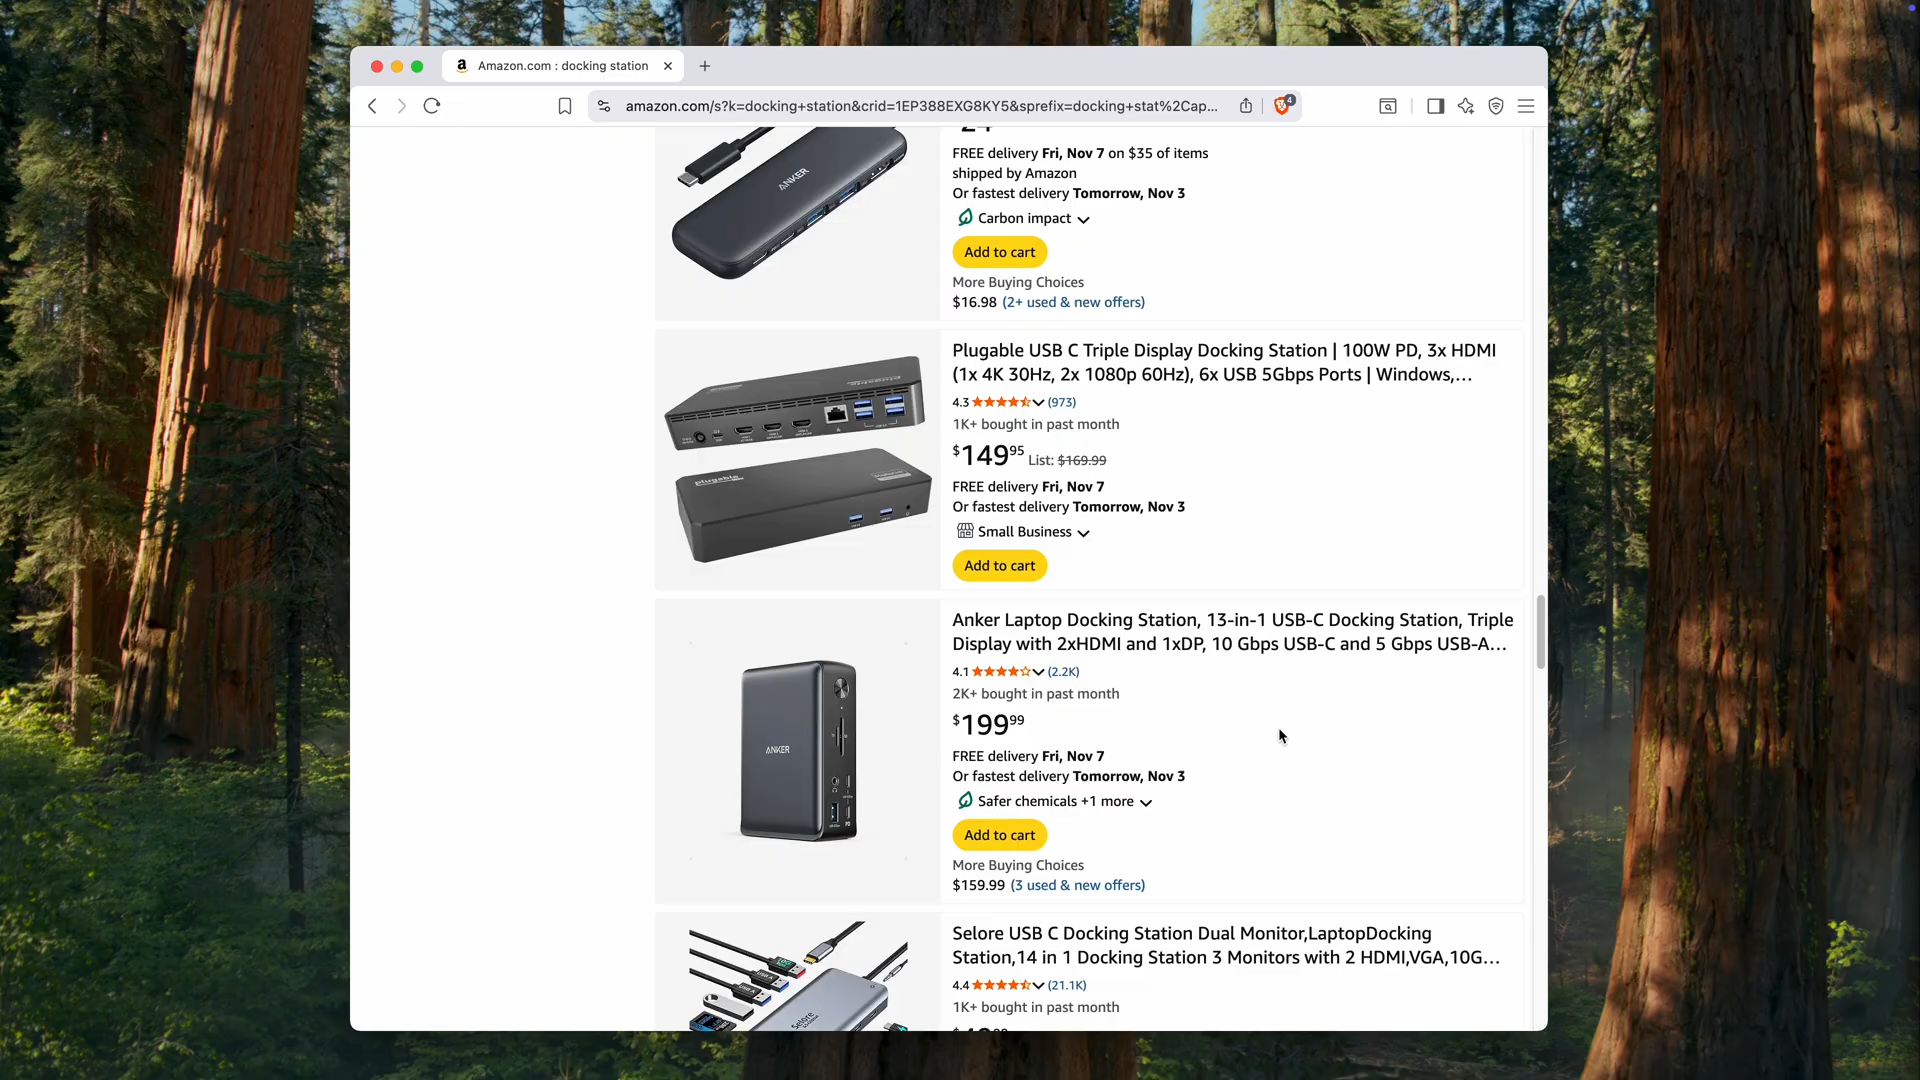 Amazon.com : docking station
amazon.com/s?k=docking+station&crid=1EP388EXG8KY5&sprefix=docking+stat%2Cap...
4
ANKER
FREE delivery Fri, Nov 7 on $35 of items
shipped by Amazon
Or fastest delivery Tomorrow, Nov 3
Carbon impact
Add to cart
More Buying Choices
$16.98 (2+ used & new offers)
plugable
Plugable USB C Triple Display Docking Station | 100W PD, 3x HDMI
(1x 4K 30Hz, 2x 1080p 60Hz), 6x USB 5Gbps Ports | Windows,...
4.3 (973)
1K+ bought in past month
$149.95 List: $169.99
FREE delivery Fri, Nov 7
Or fastest delivery Tomorrow, Nov 3
Small Business
Add to cart
ANKER
Anker Laptop Docking Station, 13-in-1 USB-C Docking Station, Triple
Display with 2xHDMI and 1xDP, 10 Gbps USB-C and 5 Gbps USB-A...
4.1 (2.2K)
2K+ bought in past month
$199.99
FREE delivery Fri, Nov 7
Or fastest delivery Tomorrow, Nov 3
Safer chemicals +1 more
Add to cart
More Buying Choices
$159.99 (3 used & new offers)
Selore
Selore USB C Docking Station Dual Monitor,LaptopDocking
Station,14 in 1 Docking Station 3 Monitors with 2 HDMI,VGA,10G...
4.4 (21.1K)
1K+ bought in past month